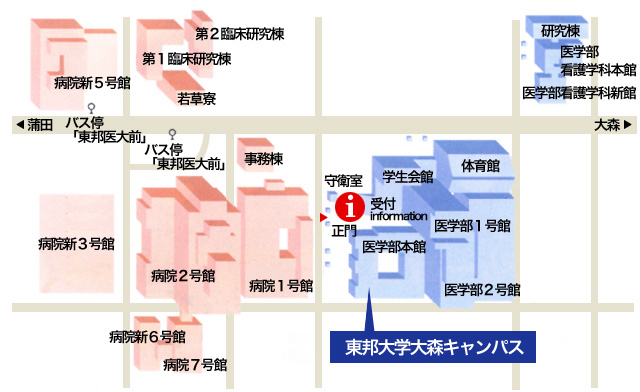 第2臨床研究棟
第1臨床研究棟
病院新5号館
若草寮
研究棟
医学部
看護学科本館
医学部看護学科新館
蒲田
バス停
「東邦医大前」
バス停
「東邦医大前」
大森
事務棟
学生会館
体育館
守衛室
i
受付
information
正門
医学部1号館
医学部本館
病院新3号館
病院2号館
病院1号館
医学部2号館
病院新6号館
病院7号館
東邦大学大森キャンパス